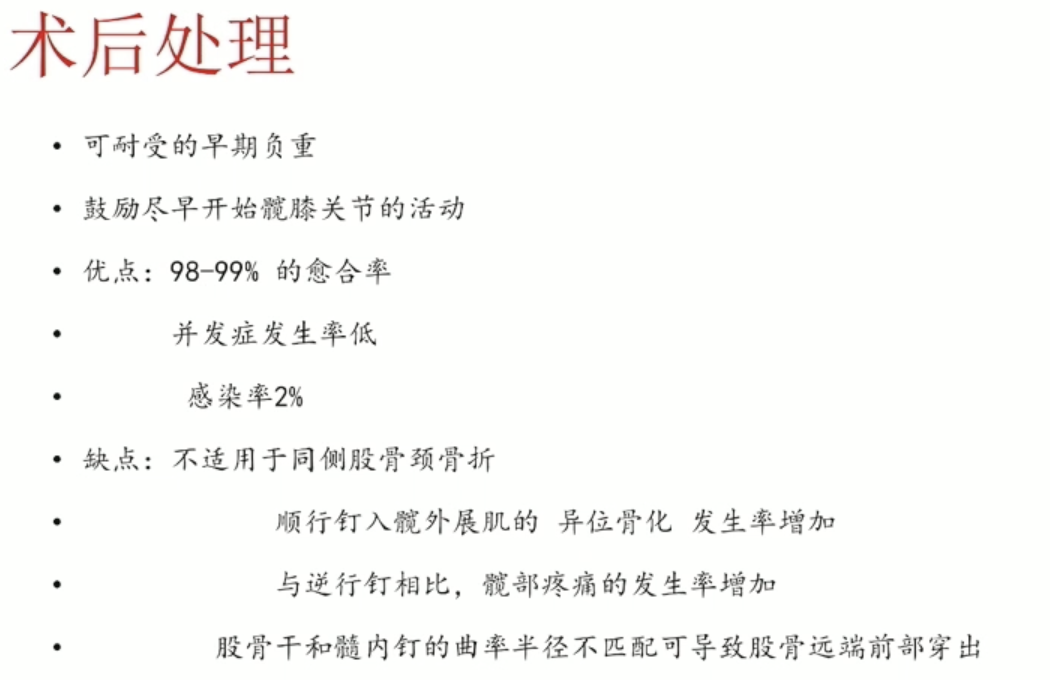 术后处理
• 可耐受的早期负重
• 鼓励尽早开始髋膝关节的活动
• 优点：98-99% 的愈合率
• 并发症发生率低
• 感染率2%
• 缺点：不适用于同侧股骨颈骨折
• 顺行钉入髋外展肌的 异位骨化 发生率增加
• 与逆行钉相比，髋部疼痛的发生率增加
• 股骨干和髓内钉的曲率半径不匹配可导致股骨远端前部穿出